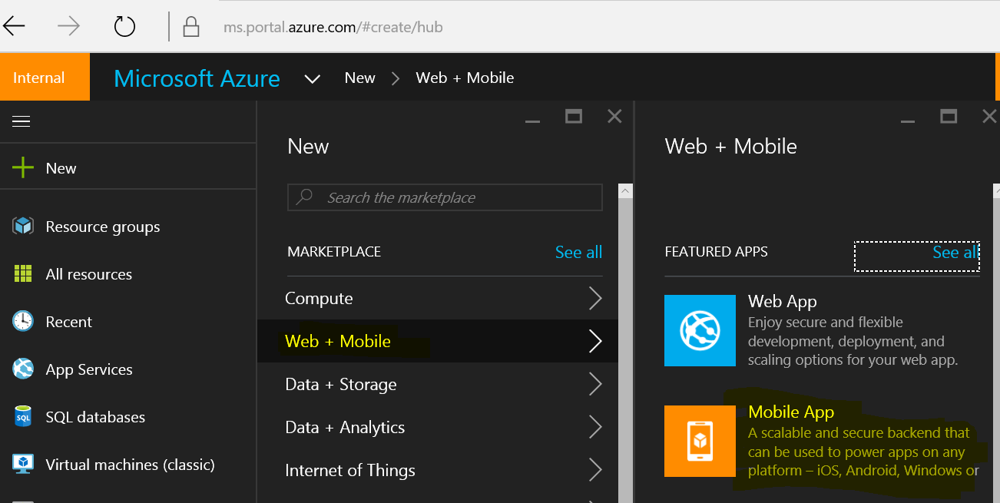 ms.portal.azure.com/#create/hub
Internal
Microsoft Azure
New
Web + Mobile
New
Resource groups
All resources
Recent
App Services
SQL
SQL databases
Virtual machines (classic)
New
Search the marketplace
MARKETPLACE
See all
Compute
Web + Mobile
Data + Storage
Data + Analytics
Internet of Things
Web + Mobile
FEATURED APPS
See all
Web App
Enjoy secure and flexible
development, deployment, and
scaling options for your web app.
Mobile App
A scalable and secure backend that
can be used to power apps on any
platform – iOS, Android, Windows or